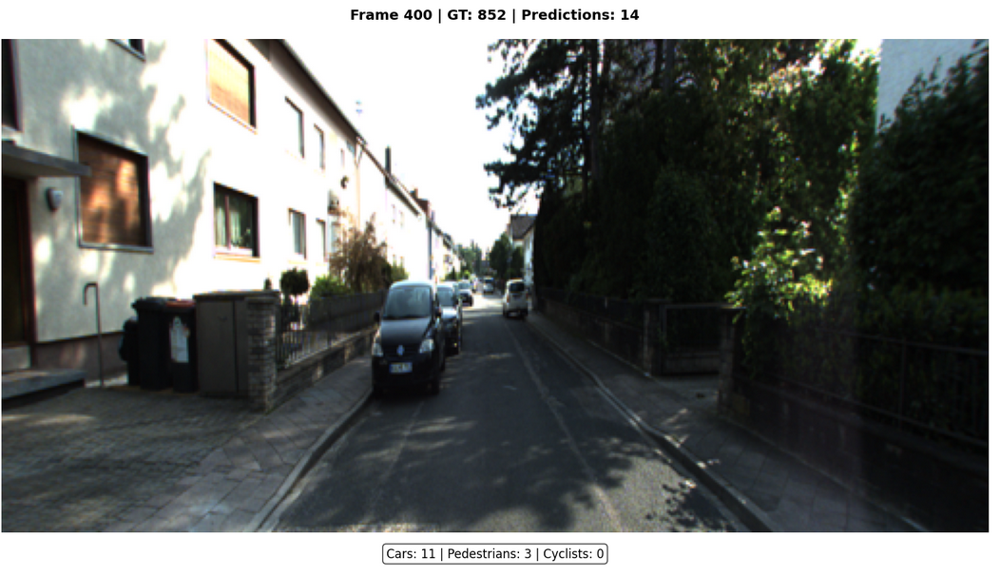 Frame 400 | GT: 852 | Predictions: 14
Cars: 11 | Pedestrians: 3 | Cyclists: 0